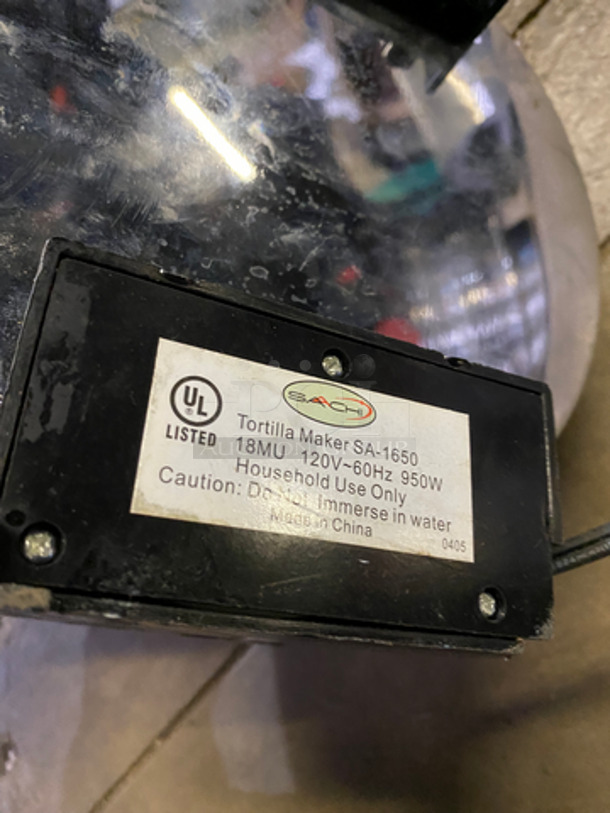 UL
®
LISTED
SACHI
Tortilla Maker SA-1650
18MU 120V~60Hz 950W
Household Use Only
Caution: Do Not Immerse in water
Made in China
0405